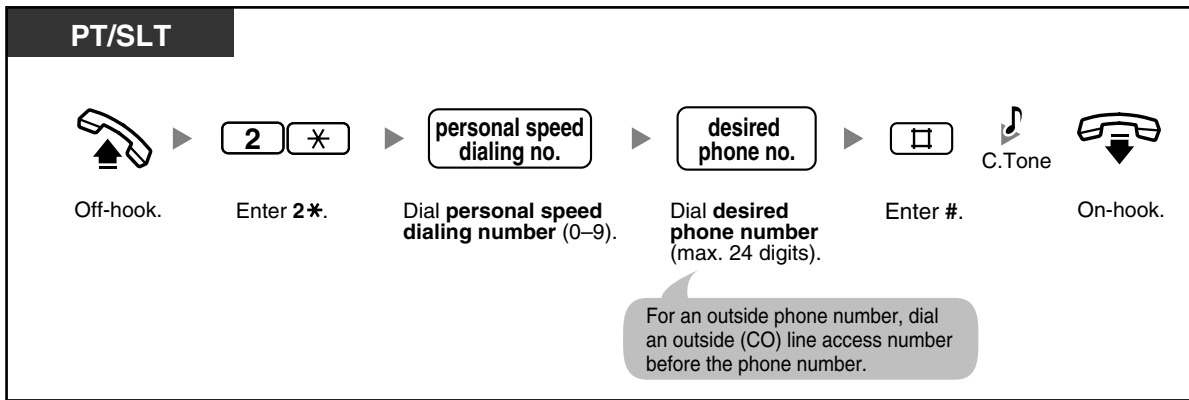 PT/SLT
2 *
personal speed
dialing no.
desired
phone no.
#
C.Tone
Off-hook.
Enter 2*.
Dial personal speed
dialing number (0–9).
Dial desired
phone number
(max. 24 digits).
Enter #.
On-hook.
For an outside phone number, dial
an outside (CO) line access number
before the phone number.